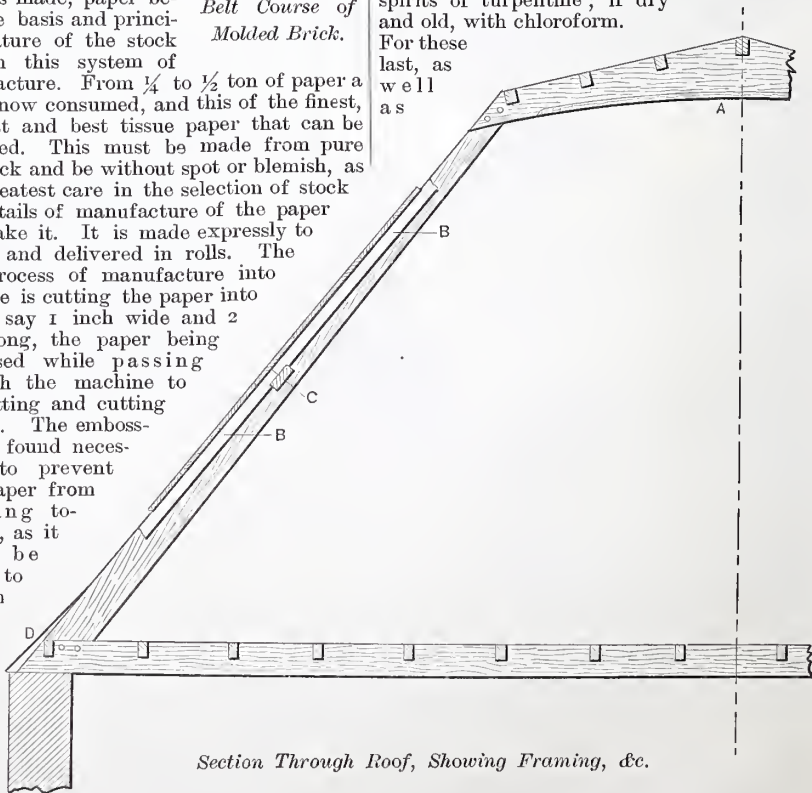 s made, paper be-
e basis and princi-
ture of the stock
n this system of
acture. From ¼ to ½ ton of paper a
now consumed, and this of the finest,
t and best tissue paper that can be
ed. This must be made from pure
ck and be without spot or blemish, as
eatest care in the selection of stock
tails of manufacture of the paper
ake it. It is made expressly to
and delivered in rolls. The
rocess of manufacture into
e is cutting the paper into
say 1 inch wide and 2
ong, the paper being
sed while passing
h the machine to
ting and cutting
. The emboss-
found neces-
to prevent
aper from
ng to-
, as it
be
to
Belt Course of
Molded Brick.
spirits of turpentine, if dry
and old, with chloroform.
For these
last, as
well
as
A
B
C
B
D
Section Through Roof, Showing Framing, &c.